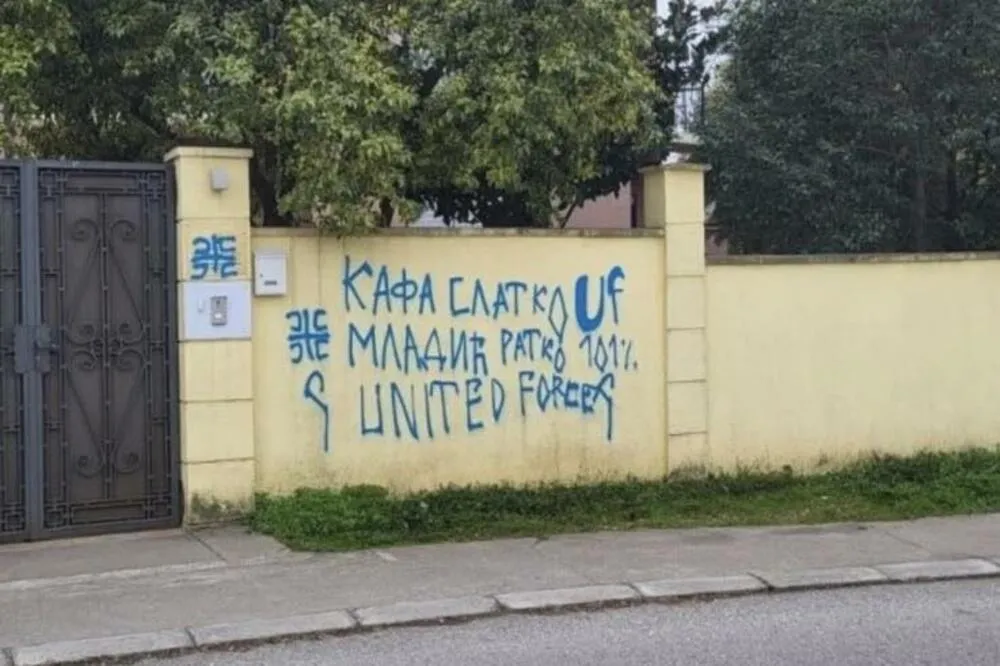 КАФА СЛАТКО UF
МЛАДИЋ РАТКО 101%
UNITED FORCES